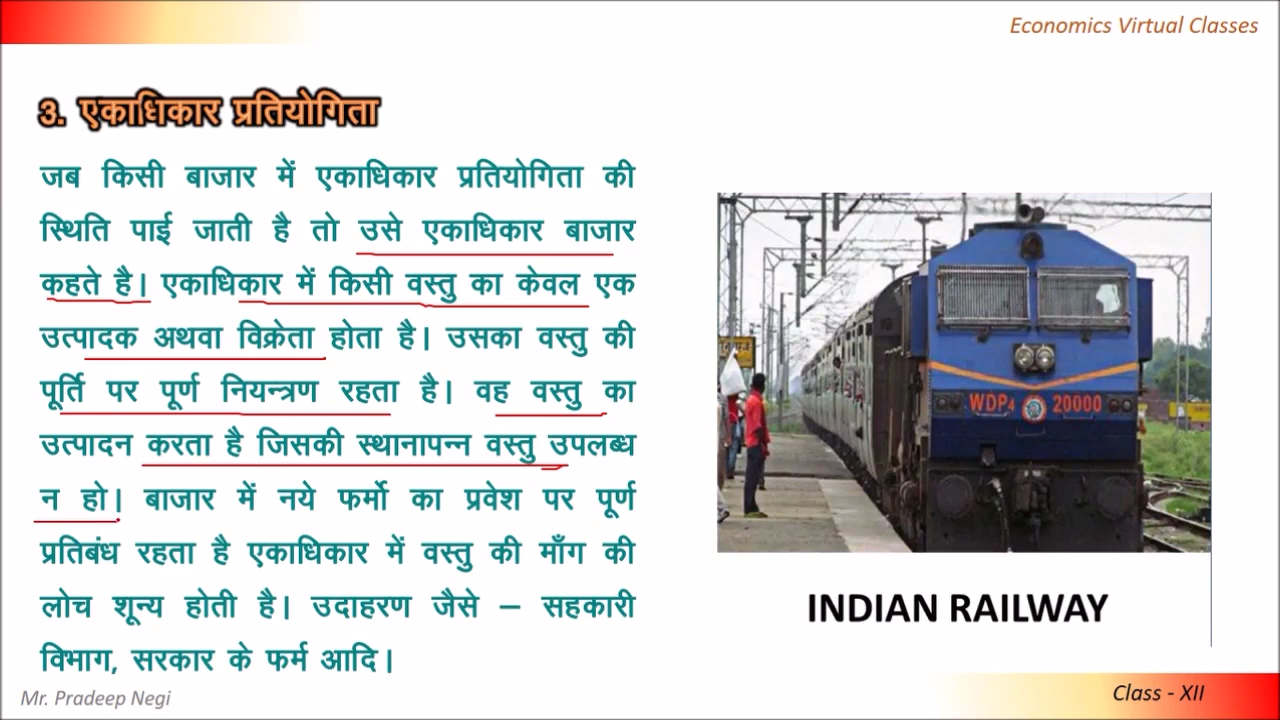 Economics Virtual Classes
3. एकाधिकार प्रतियोगिता
जब किसी बाजार में एकाधिकार प्रतियोगिता की
स्थिति पाई जाती है तो उसे एकाधिकार बाजार
कहते है। एकाधिकार में किसी वस्तु का केवल एक
उत्पादक अथवा विक्रेता होता है। उसका वस्तु की
पूर्ति पर पूर्ण नियन्त्रण रहता है। वह वस्तु का
उत्पादन करता है जिसकी स्थानापन्न वस्तु उपलब्ध
न हो। बाजार में नये फर्मो का प्रवेश पर पूर्ण
प्रतिबंध रहता है एकाधिकार में वस्तु की माँग की
लोच शून्य होती है। उदाहरण जैसे – सहकारी
विभाग, सरकार के फर्म आदि।
WDP4 20000
INDIAN RAILWAY
Mr. Pradeep Negi
Class - XII